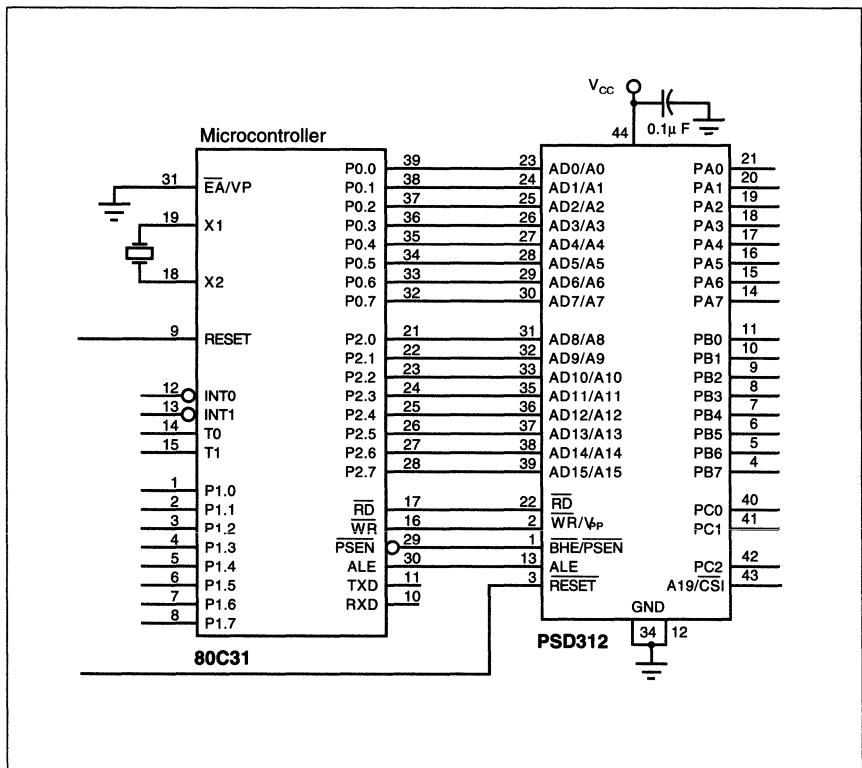 V_CC
0.1µ F
44
Microcontroller
31 EA/VP P0.0 39 23 AD0/A0 PA0 21
P0.1 38 24 AD1/A1 PA1 20
P0.2 37 25 AD2/A2 PA2 19
19 X1 P0.3 36 26 AD3/A3 PA3 18
P0.4 35 27 AD4/A4 PA4 17
P0.5 34 28 AD5/A5 PA5 16
18 X2 P0.6 33 29 AD6/A6 PA6 15
P0.7 32 30 AD7/A7 PA7 14
9 RESET P2.0 21 31 AD8/A8 PB0 11
P2.1 22 32 AD9/A9 PB1 10
P2.2 23 33 AD10/A10 PB2 9
12 INT0 P2.3 24 35 AD11/A11 PB3 8
13 INT1 P2.4 25 36 AD12/A12 PB4 7
14 T0 P2.5 26 37 AD13/A13 PB5 6
15 T1 P2.6 27 38 AD14/A14 PB6 5
P2.7 28 39 AD15/A15 PB7 4
1 P1.0
2 P1.1 RD 17 22 RD PC0 40
3 P1.2 WR 16 2 WR/VPP PC1 41
4 P1.3 PSEN 29 1 BHE/PSEN
5 P1.4 ALE 30 13 ALE PC2 42
6 P1.5 TXD 11 3 RESET A19/CSI 43
7 P1.6 RXD 10
8 P1.7
GND
34 12
80C31 PSD312